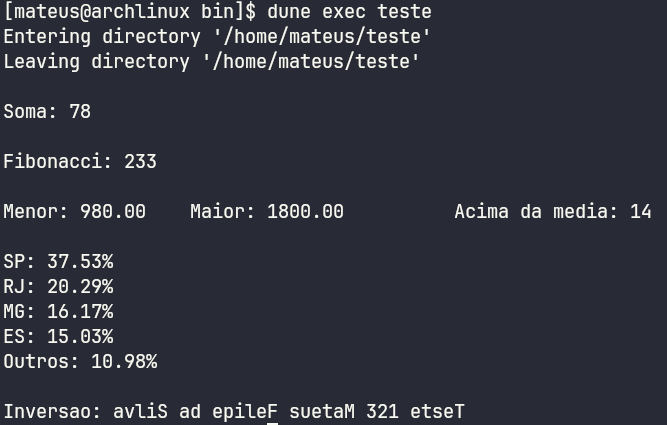 [mateus@archlinux bin]$ dune exec teste
Entering directory '/home/mateus/teste'
Leaving directory '/home/mateus/teste'
Soma: 78
Fibonacci: 233
Menor: 980.00    Maior: 1800.00          Acima da media: 14
SP: 37.53%
RJ: 20.29%
MG: 16.17%
ES: 15.03%
Outros: 10.98%
Inversao: avliS ad epileF suetaM 321 etseT